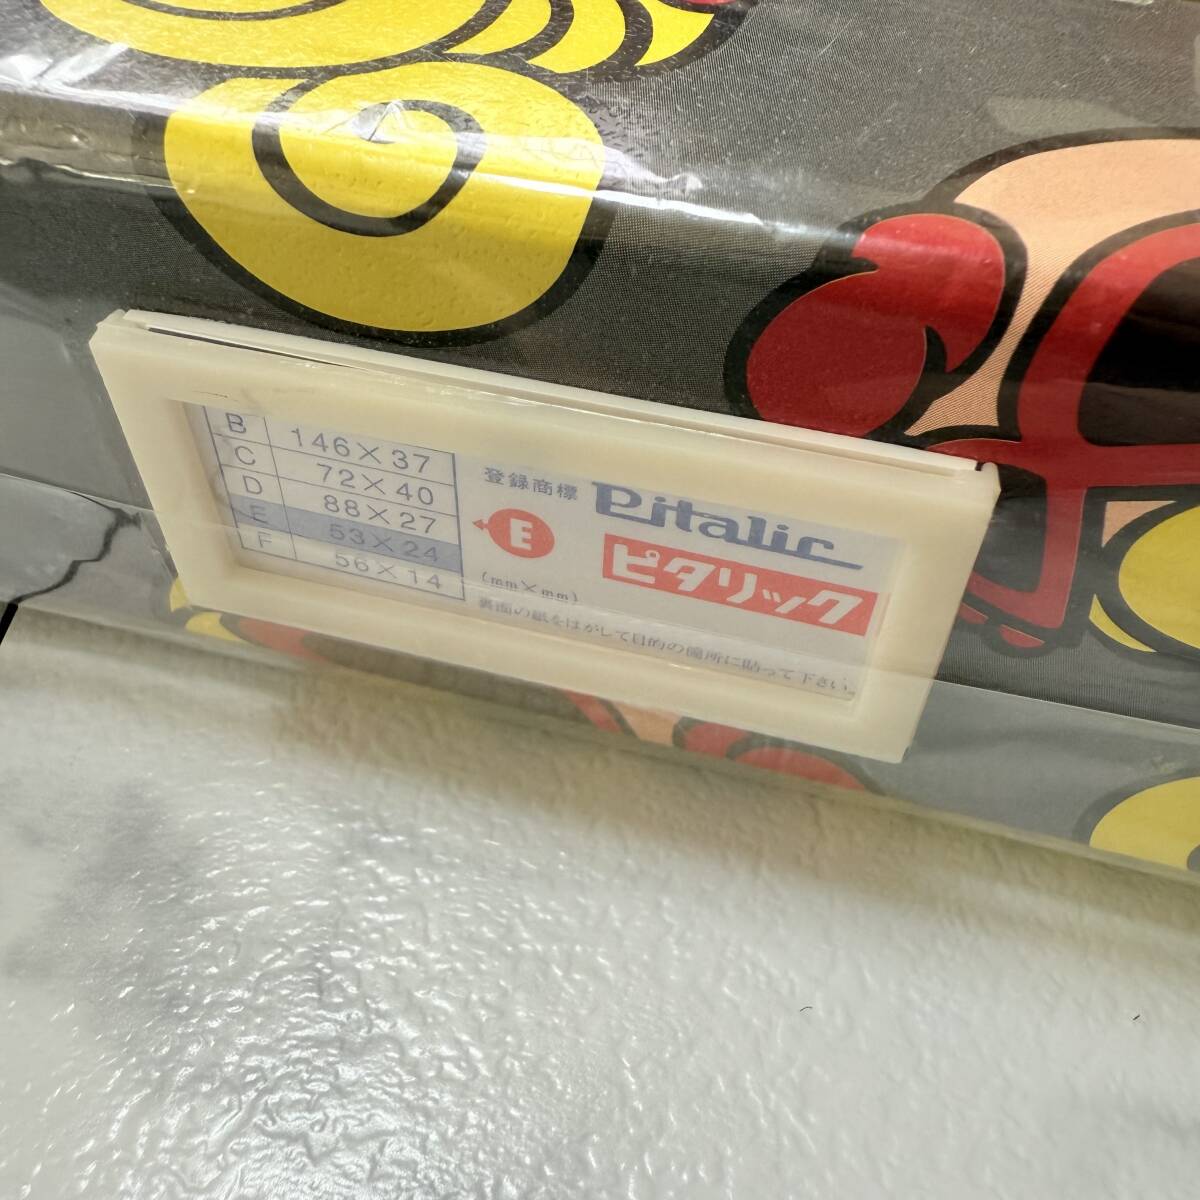 B 146×37
C 72×40
D 88×27
E 53×24
F 56×14
登録商標 Pitalic
E ピタリック
(mm×mm)
裏面の紙をはがして目的の箇所に貼って下さい。